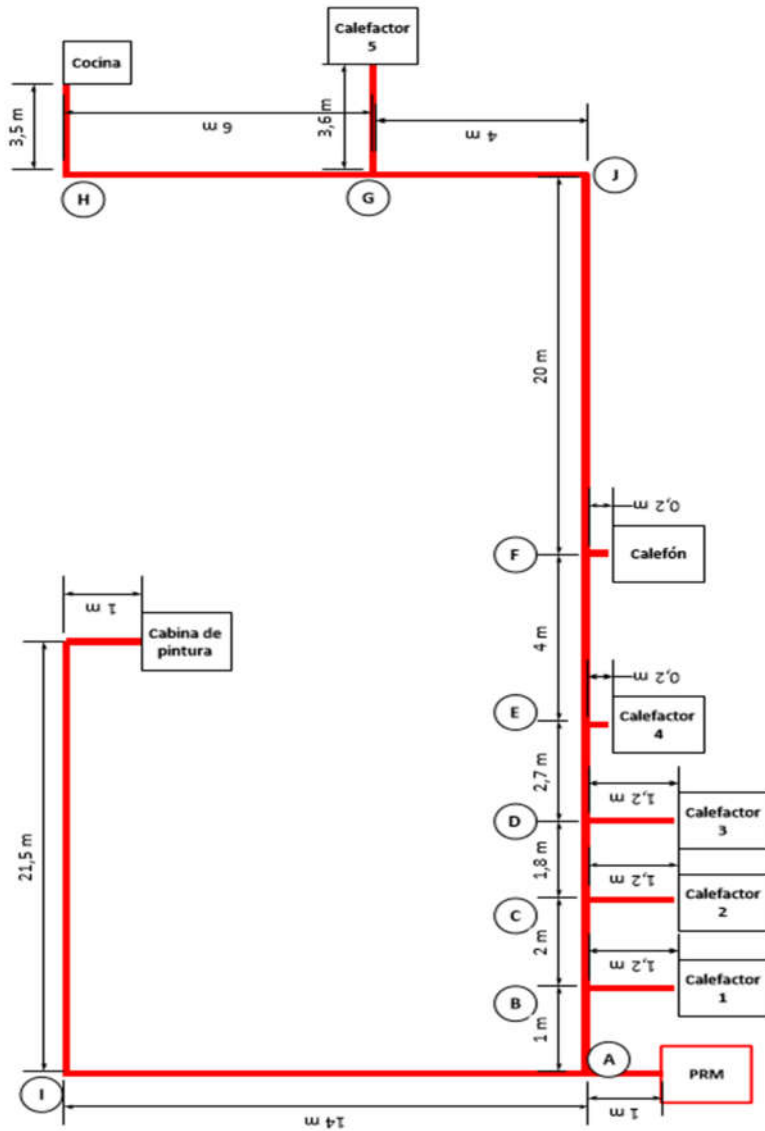 Calefactor
5
Cocina
3,5 m
6 m
3,6 m
4 m
H
G
J
20 m
0,2 m
F
Calefón
1 m
Cabina de
pintura
4 m
0,2 m
E
Calefactor
4
2,7 m
1,2 m
D
Calefactor
3
21,5 m
1,8 m
1,2 m
C
Calefactor
2
2 m
1,2 m
B
Calefactor
1
1 m
A
PRM
I
14 m
1 m